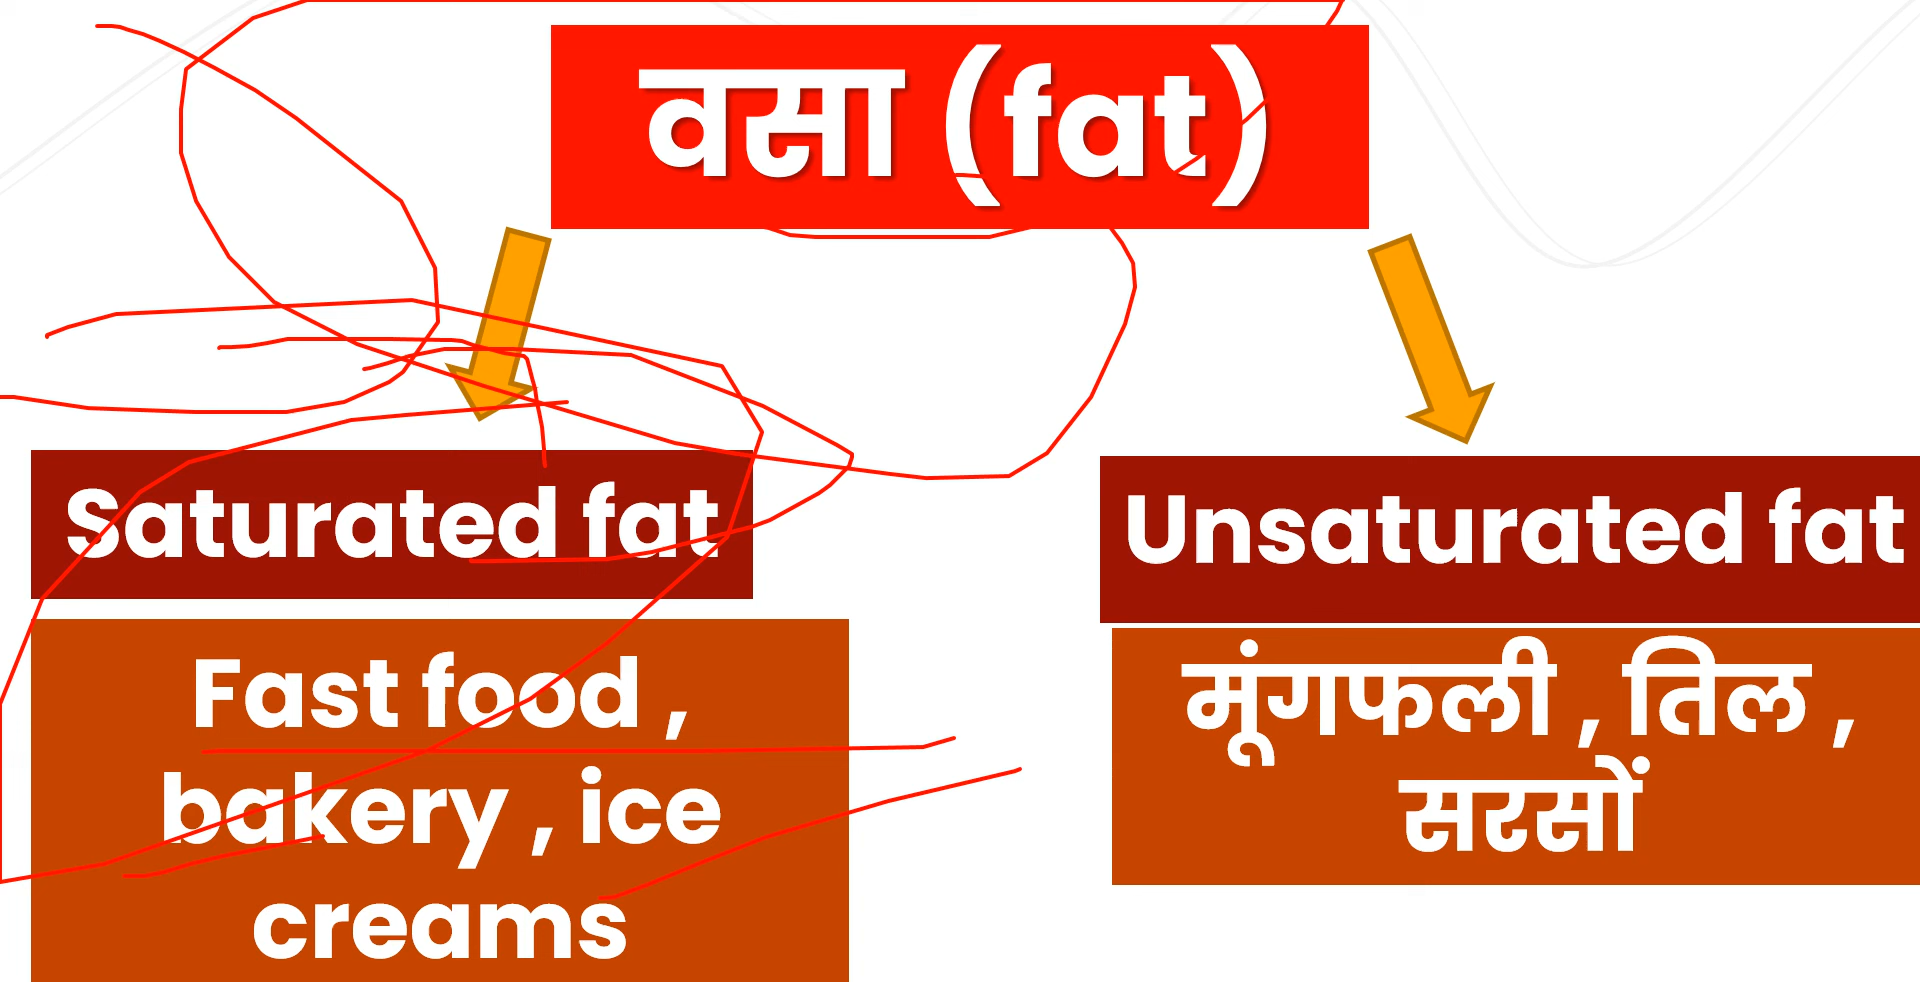 वसा (fat)
Saturated fat
Unsaturated fat
Fast food ,
bakery , ice
creams
मूंगफली , तिल ,
सरसों